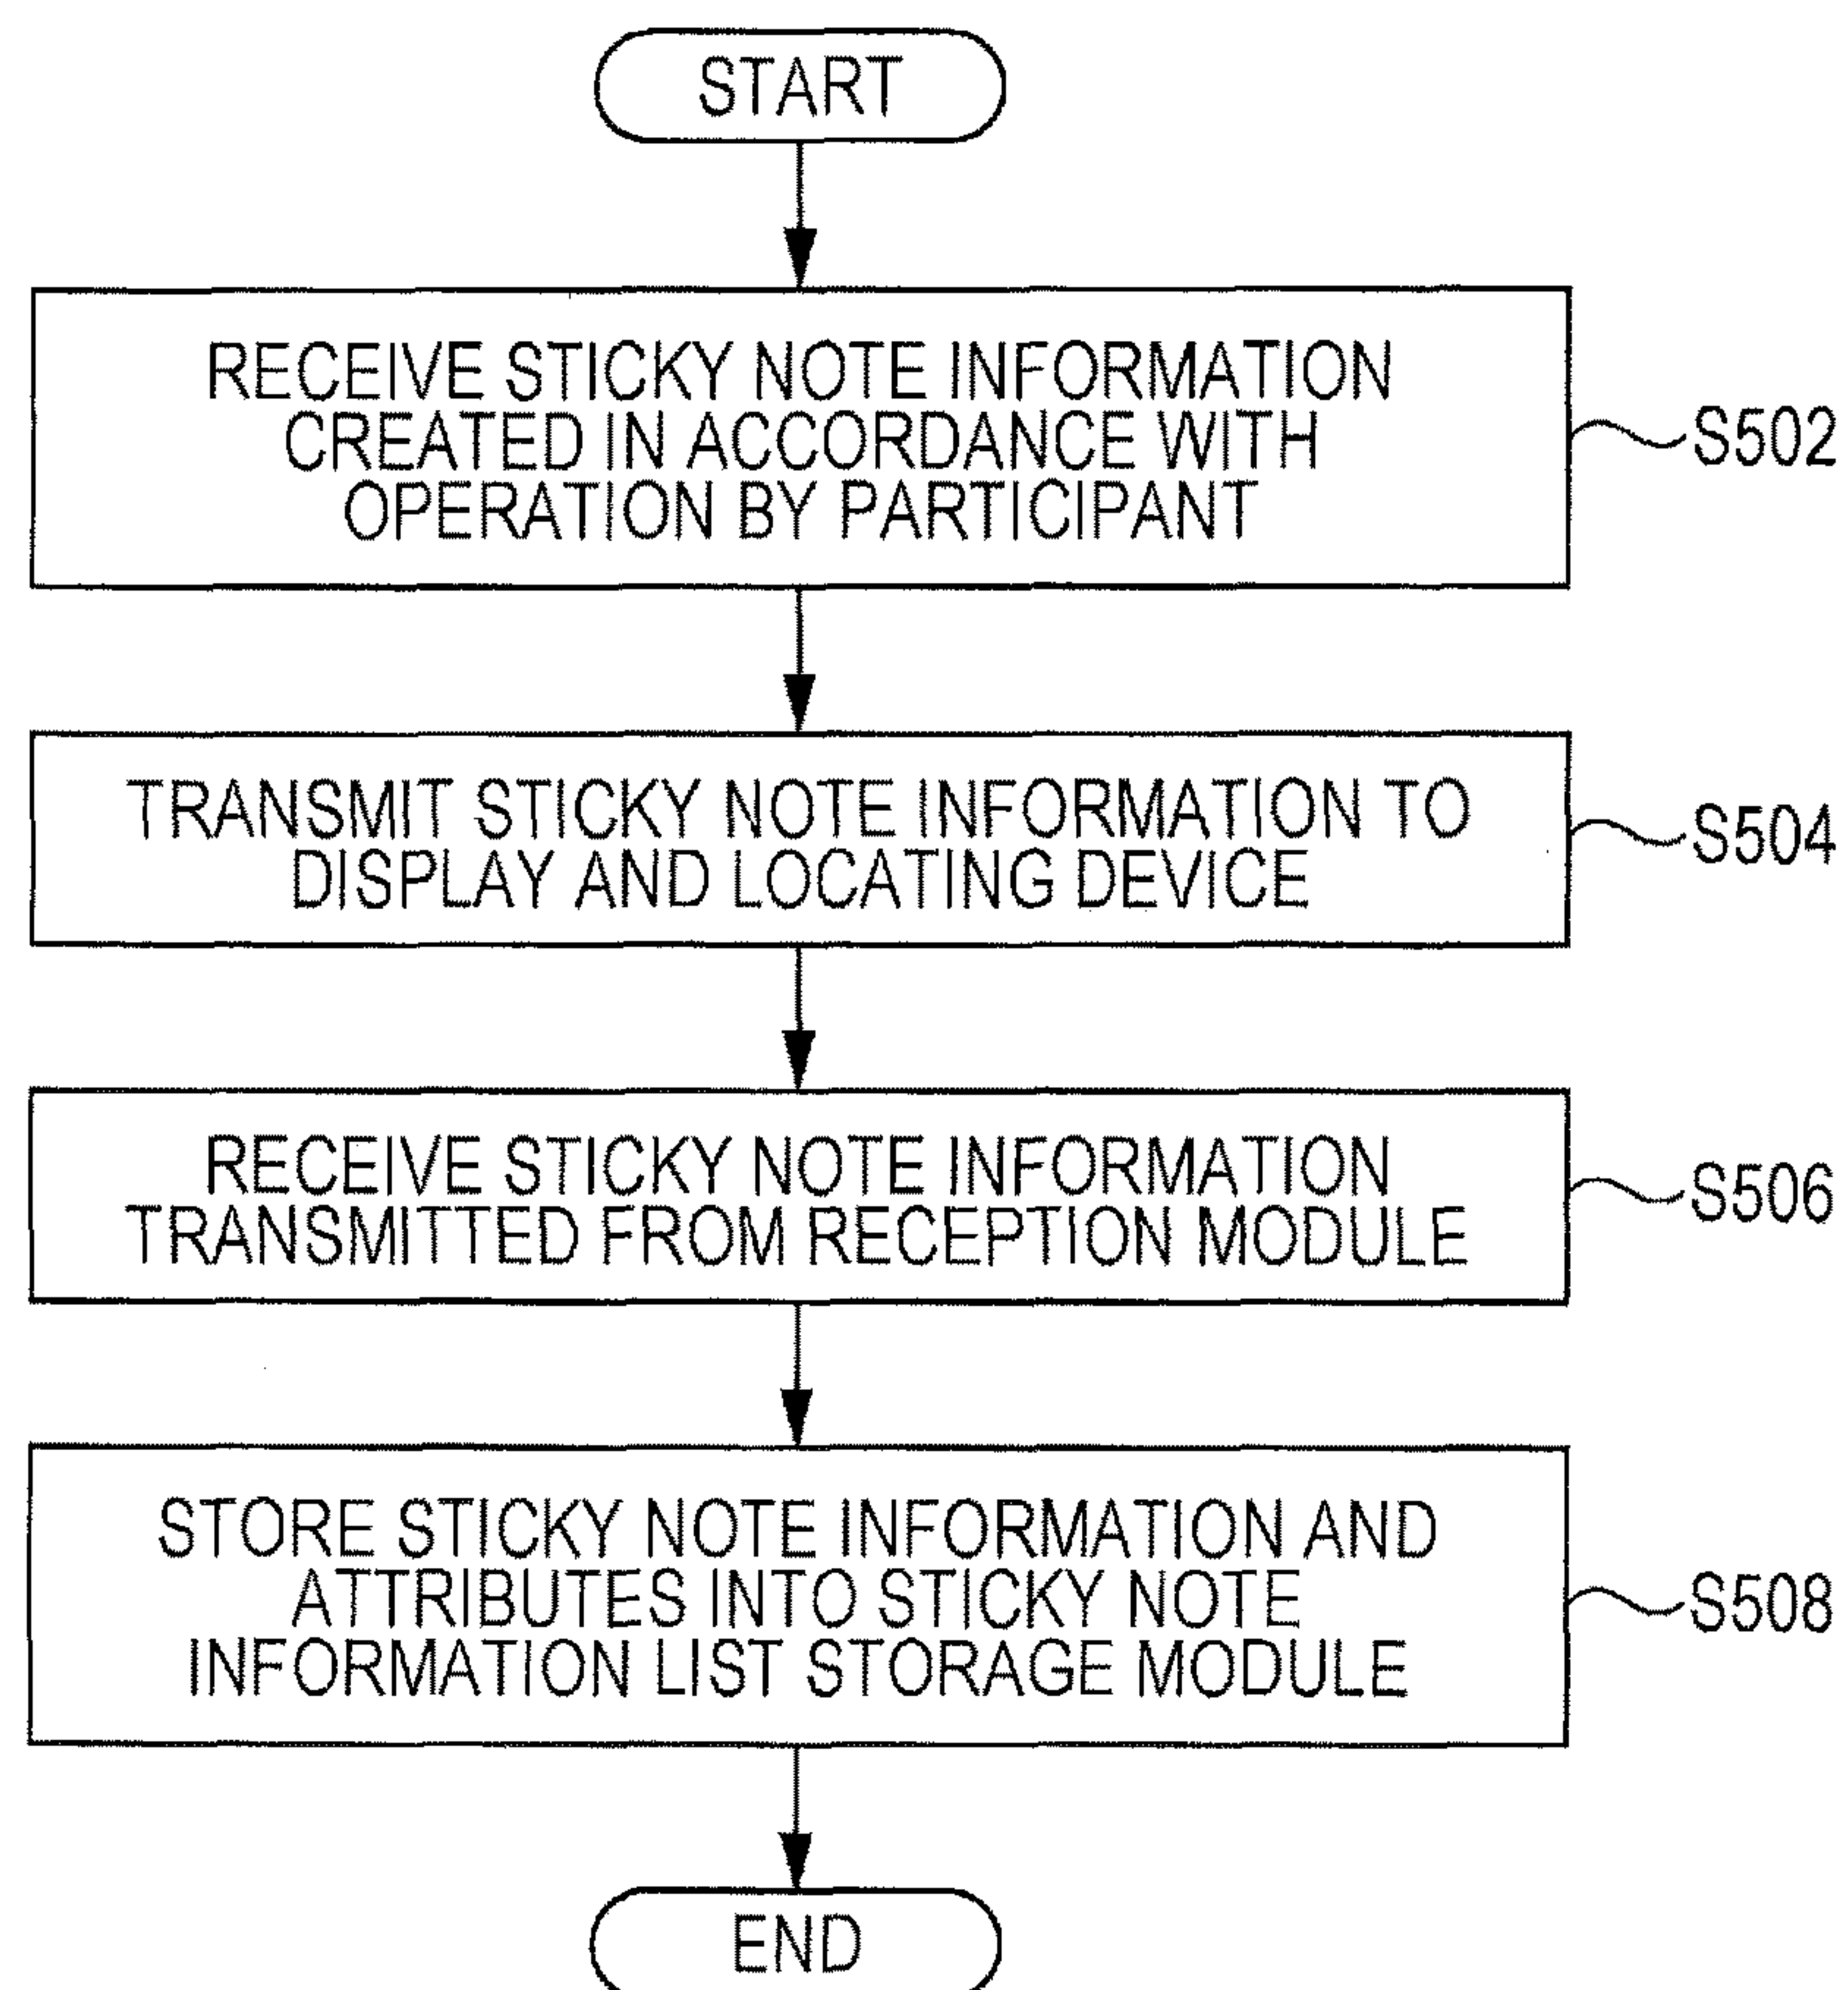 START
RECEIVE STICKY NOTE INFORMATION
CREATED IN ACCORDANCE WITH
OPERATION BY PARTICIPANT
S502
TRANSMIT STICKY NOTE INFORMATION TO
DISPLAY AND LOCATING DEVICE
S504
RECEIVE STICKY NOTE INFORMATION
TRANSMITTED FROM RECEPTION MODULE
S506
STORE STICKY NOTE INFORMATION AND
ATTRIBUTES INTO STICKY NOTE
INFORMATION LIST STORAGE MODULE
S508
END